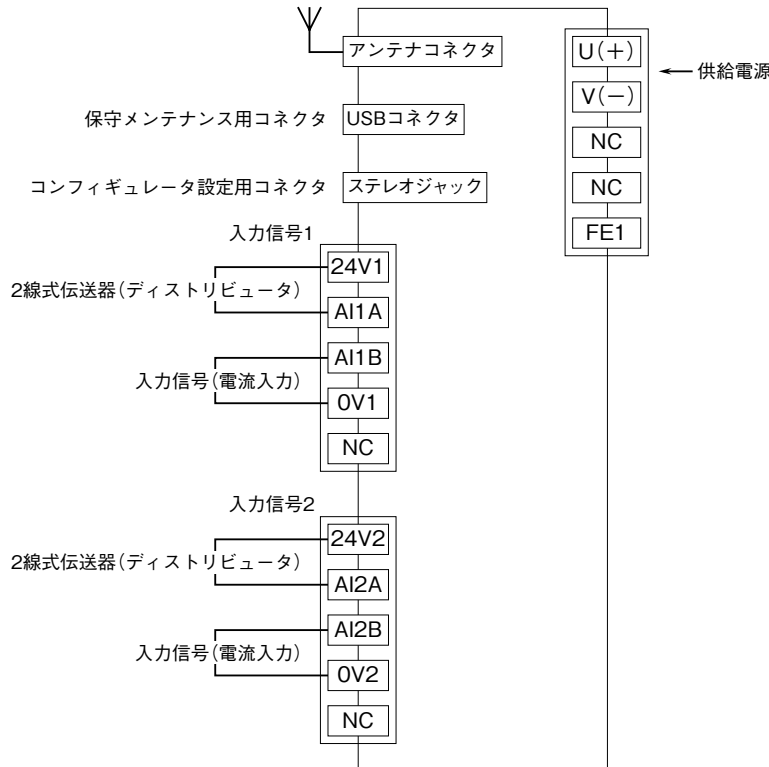 アンテナコネクタ
保守メンテナンス用コネクタ USBコネクタ
コンフィギュレータ設定用コネクタ ステレオジャック
入力信号1
24V1
2線式伝送器(ディストリビュータ)
AI1A
AI1B
入力信号(電流入力)
0V1
NC
入力信号2
24V2
2線式伝送器(ディストリビュータ)
AI2A
AI2B
入力信号(電流入力)
0V2
NC
U(+)
供給電源
V(−)
NC
NC
FE1